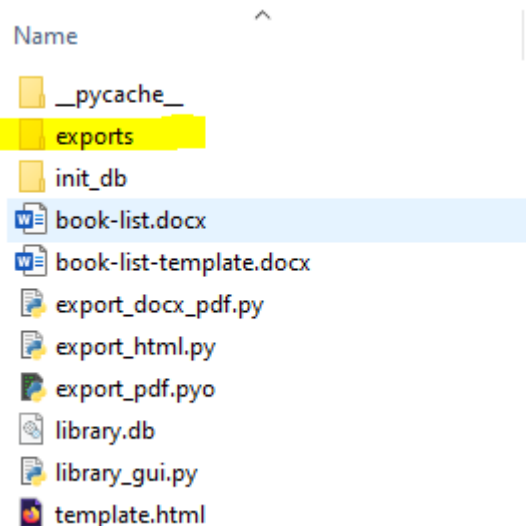 Name
__pycache__
exports
init_db
book-list.docx
book-list-template.docx
export_docx_pdf.py
export_html.py
export_pdf.pyo
library.db
library_gui.py
template.html